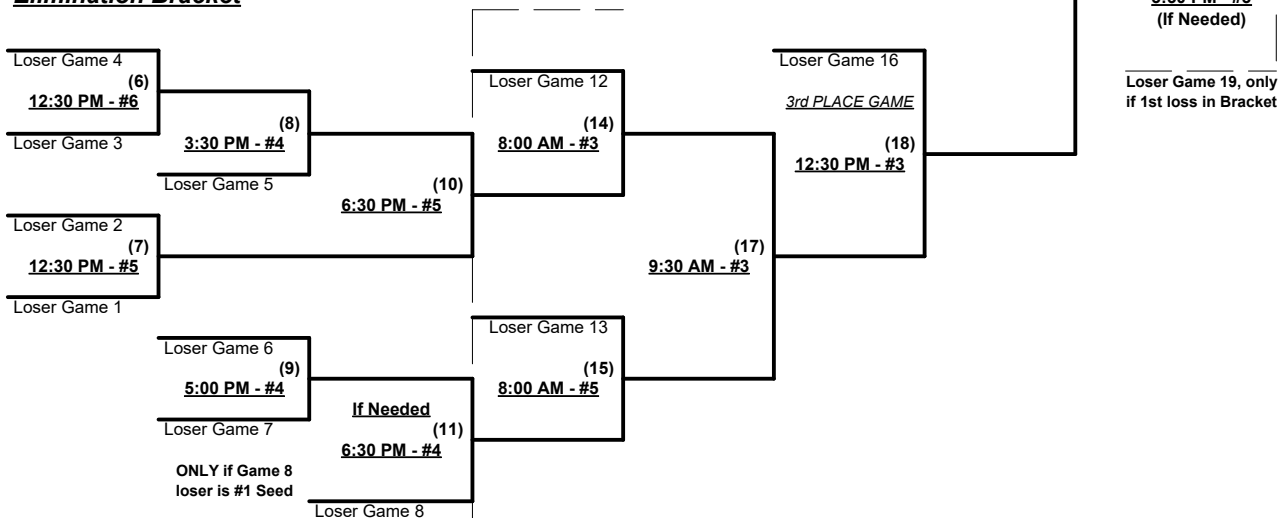 Elimination Bracket
(If Needed)
Loser Game 19, only
if 1st loss in Bracket
Loser Game 4
(6)
12:30 PM - #6
Loser Game 3
(8)
3:30 PM - #4
Loser Game 5
Loser Game 2
(7)
12:30 PM - #5
Loser Game 1
(10)
6:30 PM - #5
Loser Game 12
(14)
8:00 AM - #3
Loser Game 16
3rd PLACE GAME
(18)
12:30 PM - #3
(17)
9:30 AM - #3
Loser Game 6
(9)
5:00 PM - #4
Loser Game 7
If Needed
(11)
6:30 PM - #4
ONLY if Game 8
loser is #1 Seed
Loser Game 8
Loser Game 13
(15)
8:00 AM - #5